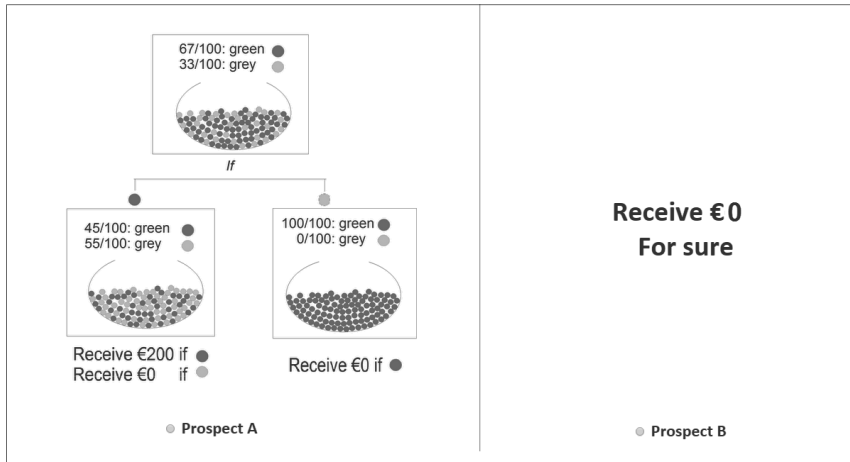 67/100: green
33/100: grey
If
45/100: green
55/100: grey
100/100: green
0/100: grey
Receive €200 if
Receive €0 if
Receive €0 if
Prospect A
Receive €0
For sure
Prospect B